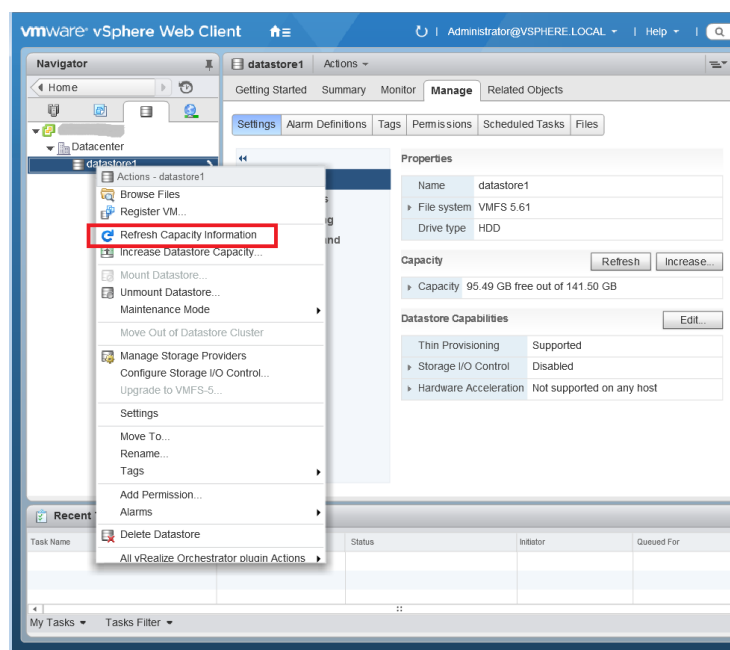 vmware® vSphere Web Client
Administrator@VSPHERE.LOCAL
Help
Navigator
datastore1 Actions
Home
Getting Started Summary Monitor Manage Related Objects
Settings Alarm Definitions Tags Permissions Scheduled Tasks Files
Datacenter
datastore1
Actions - datastore1
Browse Files
Register VM...
Refresh Capacity Information
Increase Datastore Capacity...
Mount Datastore...
Unmount Datastore...
Maintenance Mode
Move Out of Datastore Cluster
Manage Storage Providers
Configure Storage I/O Control...
Upgrade to VMFS-5...
Settings
Move To...
Rename...
Tags
Add Permission...
Alarms
Delete Datastore
All vRealize Orchestrator plugin Actions
s
g
nd
Properties
Name datastore1
File system VMFS 5.61
Drive type HDD
Capacity Refresh Increase...
Capacity 95.49 GB free out of 141.50 GB
Datastore Capabilities Edit...
Thin Provisioning Supported
Storage I/O Control Disabled
Hardware Acceleration Not supported on any host
Recent
Task Name Status Initiator Queued For
My Tasks Tasks Filter